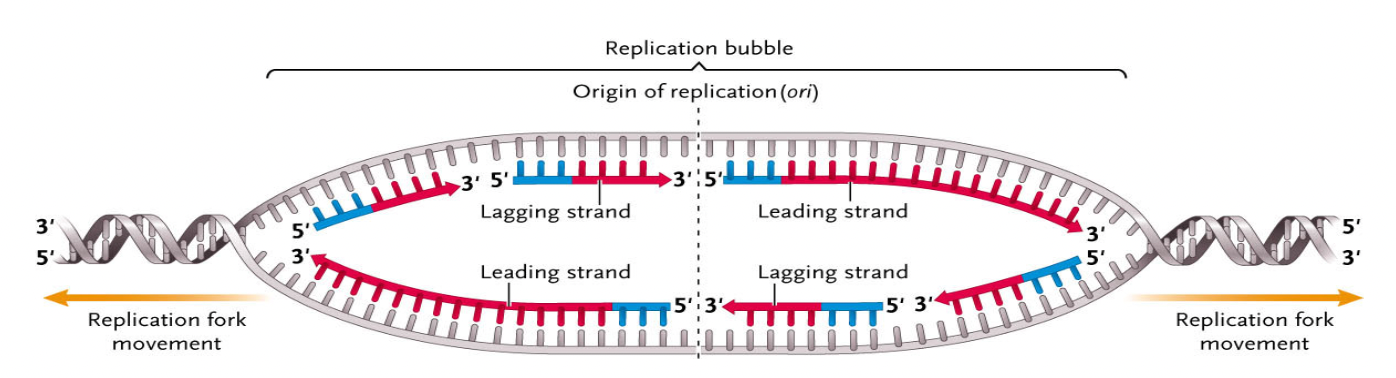 Replication bubble
Origin of replication (ori)
3' 5' 3' 5' 3'
Lagging strand
Leading strand
3'
5'
5'
3'
5'
3'
3'
5'
Leading strand
Lagging strand
5' 3' 5' 3'
Replication fork
movement
Replication fork
movement